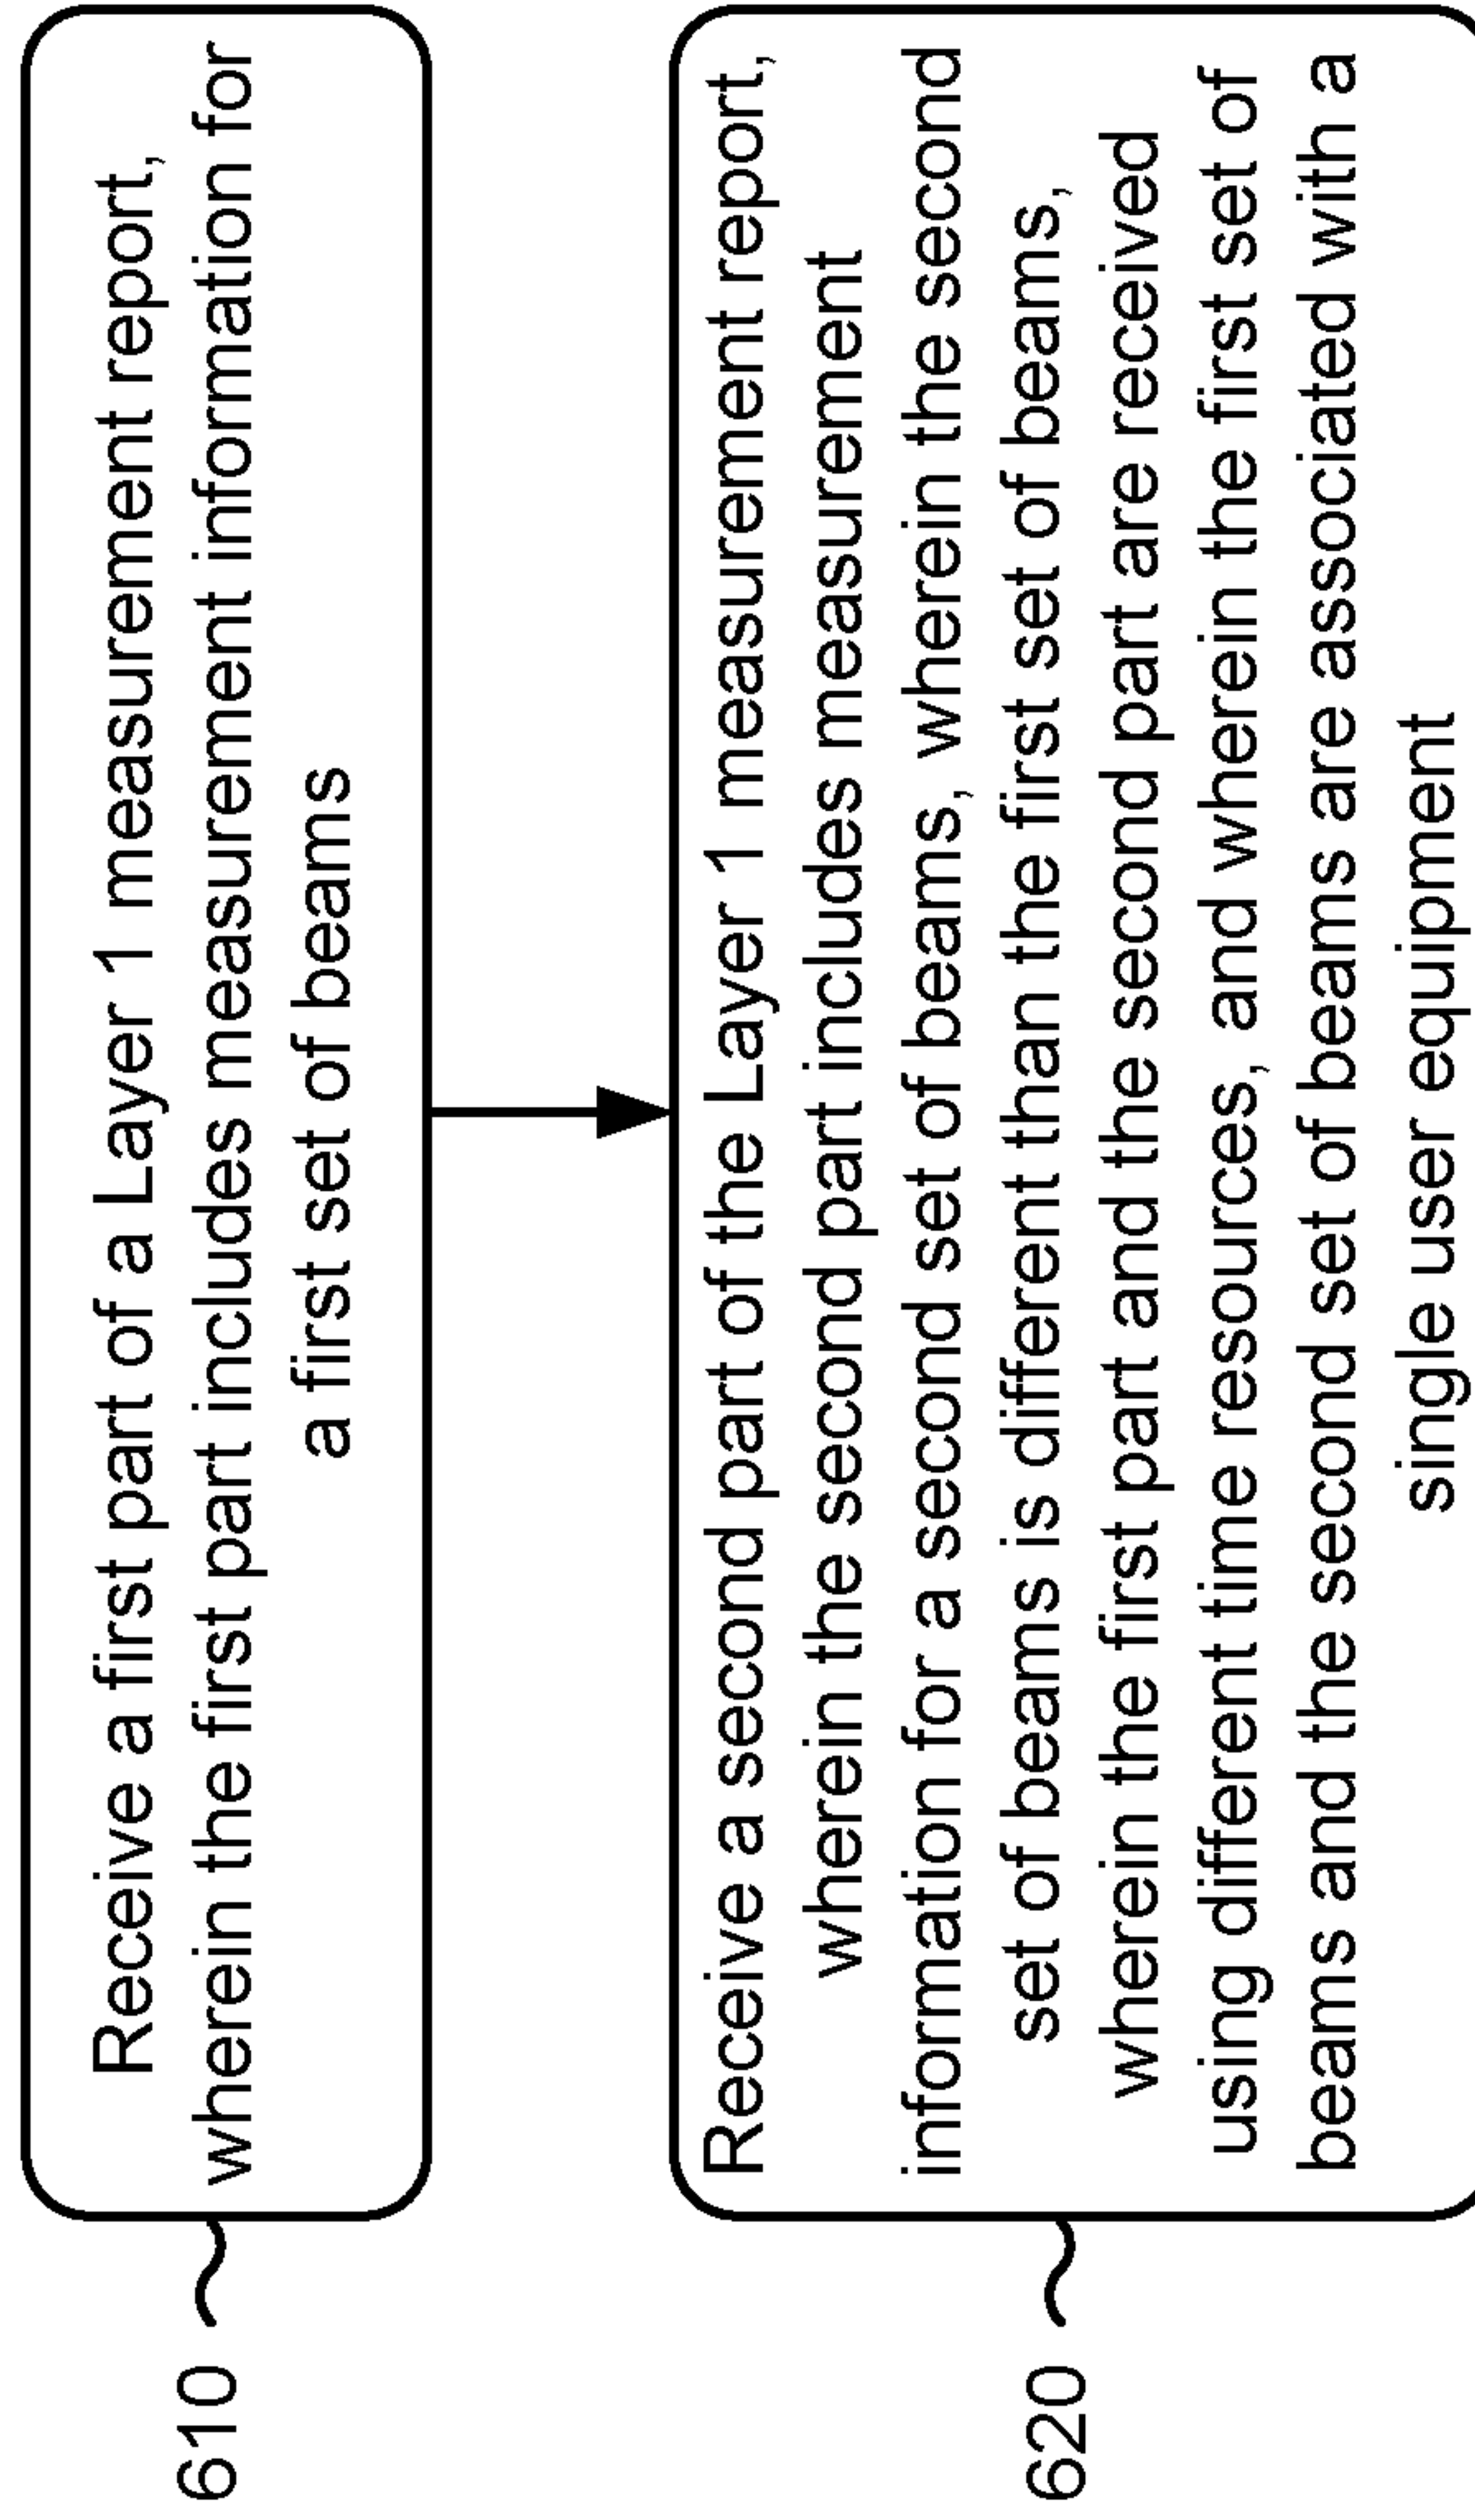 610
Receive a first part of a Layer 1 measurement report,
wherein the first part includes measurement information for
a first set of beams
620
Receive a second part of the Layer 1 measurement report,
wherein the second part includes measurement
information for a second set of beams, wherein the second
set of beams is different than the first set of beams,
wherein the first part and the second part are received
using different time resources, and wherein the first set of
beams and the second set of beams are associated with a
single user equipment